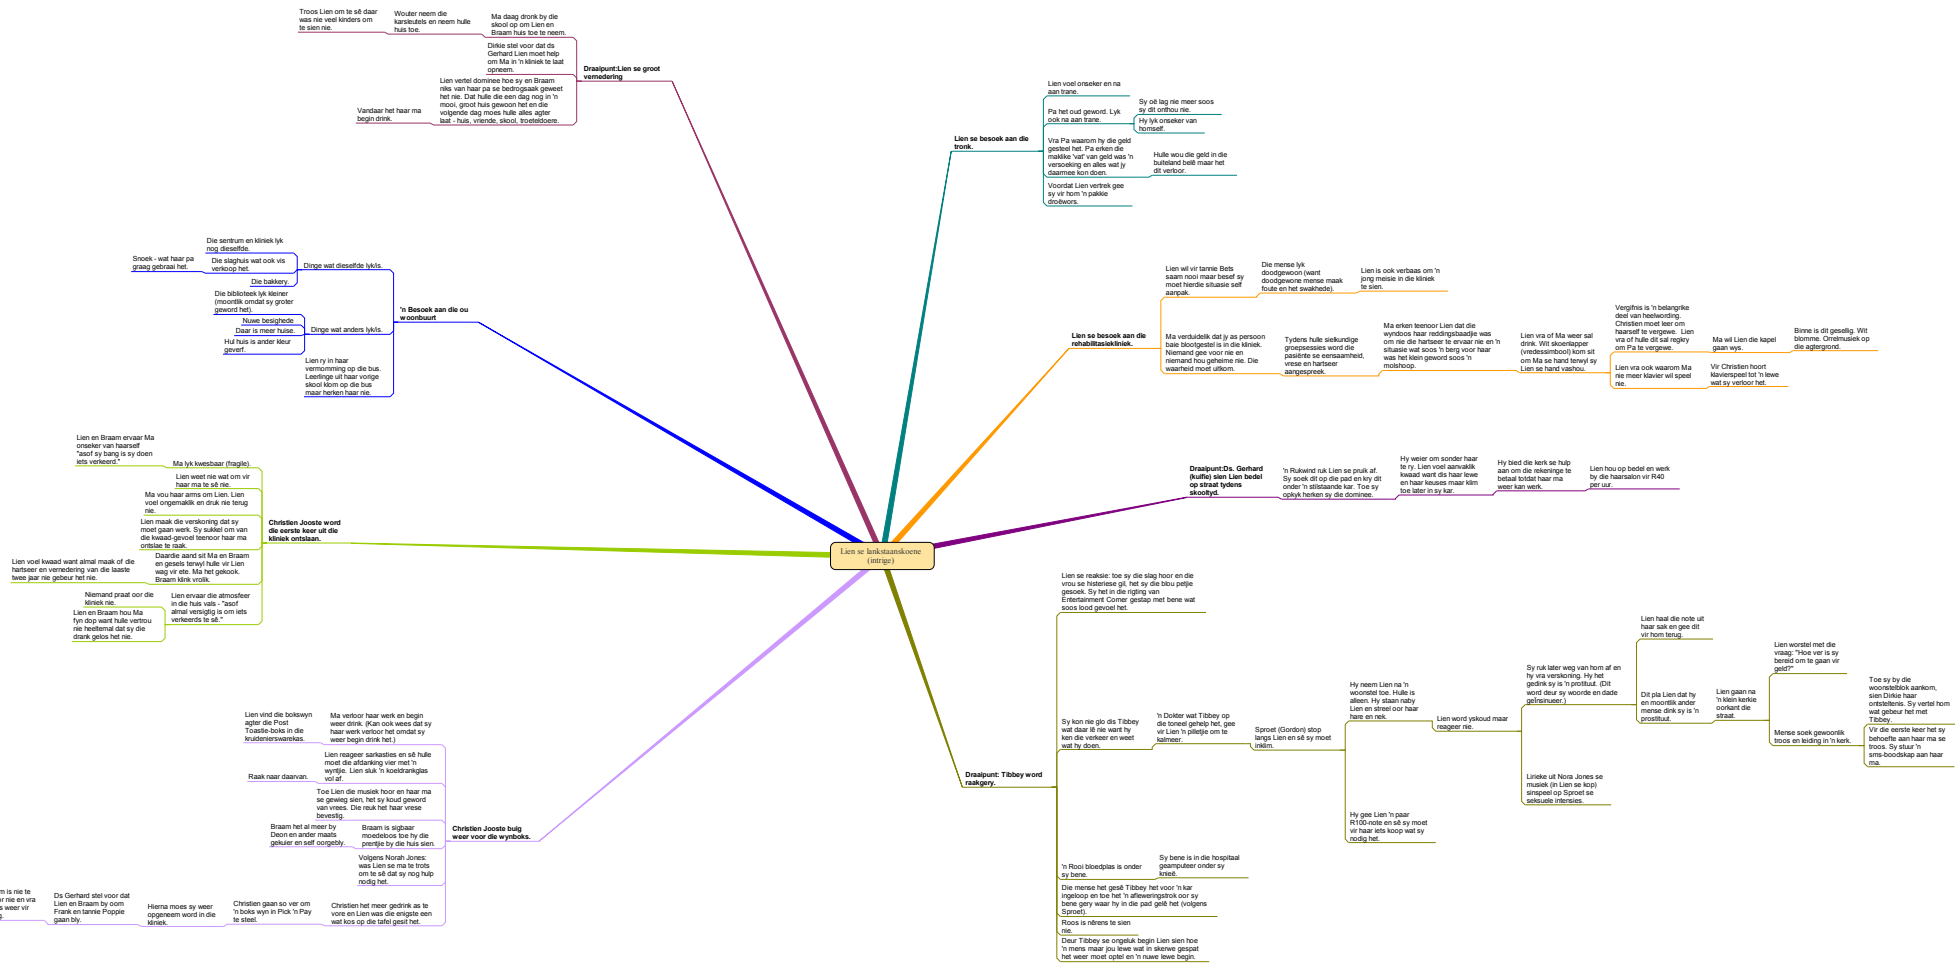 Troos Lien om te sê daar
was nie veel kinders om
te sien nie.
Wouter neem die
karsleutels en neem hulle
huis toe.
Ma daag dronk by die
skool op om Lien en
Braam huis toe te neem.
Dirkie stel voor dat ds
Gerhard Lien moet help
om Ma in 'n kliniek te laat
opneem.
Draaipunt:Lien se groot
vernedering
Lien vertel dominee hoe sy en Braam
niks van haar pa se bedrogsaak geweet
het nie. Dat hulle die een dag nog in 'n
mooi, groot huis gewoon het en die
volgende dag moes hulle alles agter
laat - huis, vriende, skool, troeteldiere.
Vandaar het haar ma
begin drink.
Lien se besoek aan die
tronk.
Lien voel onseker en na
aan trane.
Pa het oud geword. Lyk
ook na aan trane.
Sy oë lag nie meer soos
sy dit onthou nie.
Hy lyk onseker van
homself.
Vra Pa waarom hy die geld
gesteel het. Pa erken die
maklike 'vat' van geld was 'n
versoeking en alles wat jy
daarmee kon doen.
Hulle wou die geld in die
buiteland belê maar het
dit verloor.
Voordat Lien vertrek gee
sy vir hom 'n pakkie
droëwors.
Die sentrum en kliniek lyk
nog dieselfde.
Snoek - wat haar pa
graag gebraai het.
Die slaghuis wat ook vis
verkoop het.
Dinge wat dieselfde lyk/is.
Die bakkery.
Die biblioteek lyk kleiner
(moontlik omdat sy groter
geword het).
Nuwe besighede
Daar is meer huise.
Dinge wat anders lyk/is.
Hul huis is ander kleur
geverf.
'n Besoek aan die ou
woonbuurt
Lien ry in haar
vermomming op die bus.
Leerlinge uit haar vorige
skool klom op die bus
maar herken haar nie.
Lien se besoek aan die
rehabilitasiekliniek.
Lien wil vir tannie Bets
saam nooi maar besef sy
moet hierdie situasie self
aanpak.
Die mense lyk
doodgewoon (want
doodgewone mense maak
foute en het swakhede).
Lien is ook verbaas om 'n
jong meisie in die kliniek
te sien.
Ma verduidelik dat jy as persoon
baie blootgestel is in die kliniek.
Niemand gee voor nie en
niemand hou geheime nie. Die
waarheid moet uitkom.
Tydens hulle sielkundige
groepsessies word die
pasiënte se eensaamheid,
vrese en hartseer
aangespreek.
Ma erken teenoor Lien dat die
wyndoos haar reddingsbaadjie was
om nie die hartseer te ervaar nie en 'n
situasie wat soos 'n berg voor haar
was het klein geword soos 'n
molshoop.
Lien vra of Ma weer sal
drink. Wit skoenlapper
(vredessimbool) kom sit
om Ma se hand terwyl sy
Lien se hand vashou.
Vergifnis is 'n belangrike
deel van heelwording.
Christien moet leer om
haarself te vergewe. Lien
vra of hulle dit sal regkry
om Pa te vergewe.
Ma wil Lien die kapel
gaan wys.
Binne is dit gesellig. Wit
blomme. Orrelmusiek op
die agtergrond.
Lien vra ook waarom Ma
nie meer klavier wil speel
nie.
Vir Christien hoort
klavierspeel tot 'n lewe
wat sy verloor het.
Lien en Braam ervaar Ma
onseker van haarself
"asof sy bang is sy doen
iets verkeerd."
Ma lyk kwesbaar (fragile).
Lien weet nie wat om vir
haar ma te sê nie.
Ma vou haar arms om Lien. Lien
voel ongemaklik en druk nie terug
nie.
Lien maak die verskoning dat sy
moet gaan werk. Sy sukkel om van
die kwaad-gevoel teenoor haar ma
ontslae te raak.
Christien Jooste word
die eerste keer uit die
kliniek ontslaan.
Lien voel kwaad want almal maak of die
hartseer en vernedering van die laaste
twee jaar nie gebeur het nie.
Daardie aand sit Ma en Braam
en gesels terwyl hulle vir Lien
wag vir ete. Ma het gekook.
Braam klink vrolik.
Niemand praat oor die
kliniek nie.
Lien en Braam hou Ma
fyn dop want hulle vertrou
nie heeltemal dat sy die
drank gelos het nie.
Lien ervaar die atmosfeer
in die huis vals - "asof
almal versigtig is om iets
verkeerds te sê."
Draaipunt:Ds. Gerhard
(kuifie) sien Lien bedel
op straat tydens
skooltyd.
'n Rukwind ruk Lien se pruik af.
Sy soek dit op die pad en kry dit
onder 'n stilstaande kar. Toe sy
opkyk herken sy die dominee.
Hy weier om sonder haar
te ry. Lien voel aanvaklik
kwaad want dis haar lewe
en haar keuses maar klim
toe later in sy kar.
Hy bied die kerk se hulp
aan om die rekeninge te
betaal totdat haar ma
weer kan werk.
Lien hou op bedel en werk
by die haarsalon vir R40
per uur.
Lien se lankstaanskoene
(intrige)
Lien se reaksie: toe sy die slag hoor en die
vrou se histeriese gil, het sy die blou petjie
gesoek. Sy het in die rigting van
Entertainment Corner gestap met bene wat
soos lood gevoel het.
Sy kon nie glo dis Tibbey
wat daar lê nie want hy
ken die verkeer en weet
wat hy doen.
'n Dokter wat Tibbey op
die toneel gehelp het, gee
vir Lien 'n pilletjie om te
kalmeer.
Sproet (Gordon) stop
langs Lien en sê sy moet
inklim.
Hy neem Lien na 'n
woonstel toe. Hulle is
alleen. Hy staan naby
Lien en streel oor haar
hare en nek.
Lien word yskoud maar
reageer nie.
Sy ruk later weg van hom af en
hy vra verskoning. Hy het
gedink sy is 'n protituut. (Dit
word deur sy woorde en dade
geïnsinueer.)
Lien haal die note uit
haar sak en gee dit
vir hom terug.
Dit pla Lien dat hy
en moontlik ander
mense dink sy is 'n
prostituut.
Lien gaan na
'n klein kerkie
oorkant die
straat.
Lien worstel met die
vraag: "Hoe ver is sy
bereid om te gaan vir
geld?"
Mense soek gewoonlik
troos en leiding in 'n kerk.
Toe sy by die
woonstelblok aankom,
sien Dirkie haar
ontsteltenis. Sy vertel hom
wat gebeur het met
Tibbey.
Vir die eerste keer het sy
behoefte aan haar ma se
troos. Sy stuur 'n
sms-boodskap aan haar
ma.
Lirieke uit Nora Jones se
musiek (in Lien se kop)
sinspeel op Sproet se
seksuele intensies.
Hy gee Lien 'n paar
R100-note en sê sy moet
vir haar iets koop wat sy
nodig het.
Draaipunt: Tibbey word
raakgery.
'n Rooi bloedplas is onder
sy bene.
Sy bene is in die hospitaal
geamputeer onder sy
knieë.
Die mense het gesê Tibbey het voor 'n kar
ingeloop en toe het 'n afleweringstrok oor sy
bene gery waar hy in die pad gelê het (volgens
Sproet).
Roos is nêrens te sien
nie.
Deur Tibbey se ongeluk begin Lien sien hoe
'n mens maar jou lewe wat in skerwe gespat
het weer moet optel en 'n nuwe lewe begin.
Lien vind die bokswyn
agter die Post
Toastie-boks in die
kruidenierswarekas.
Ma verloor haar werk en begin
weer drink. (Kan ook wees dat sy
haar werk verloor het omdat sy
weer begin drink het.)
Raak naar daarvan.
Lien reageer sarkasties en sê hulle
moet die afdanking vier met 'n
wyntjie. Lien sluk 'n koeldrankglas
vol af.
Toe Lien die musiek hoor en haar ma
se gewieg sien, het sy koud geword
van vrees. Die reuk het haar vrese
bevestig.
Braam het al meer by
Deon en ander maats
gekuier en self oorgebly.
Braam is sigbaar
moedeloos toe hy die
prentjie by die huis sien.
Christien Jooste buig
weer voor die wynboks.
Volgens Norah Jones:
was Lien se ma te trots
om te sê dat sy nog hulp
nodig het.
m is nie te
r nie en vra
s weer vir
Ds Gerhard stel voor dat
Lien en Braam by oom
Frank en tannie Poppie
gaan bly.
Hierna moes sy weer
opgeneem word in die
kliniek.
Christien gaan so ver om
'n boks wyn in Pick 'n Pay
te steel.
Christien het meer gedrink as te
vore en Lien was die enigste een
wat kos op die tafel gesit het.